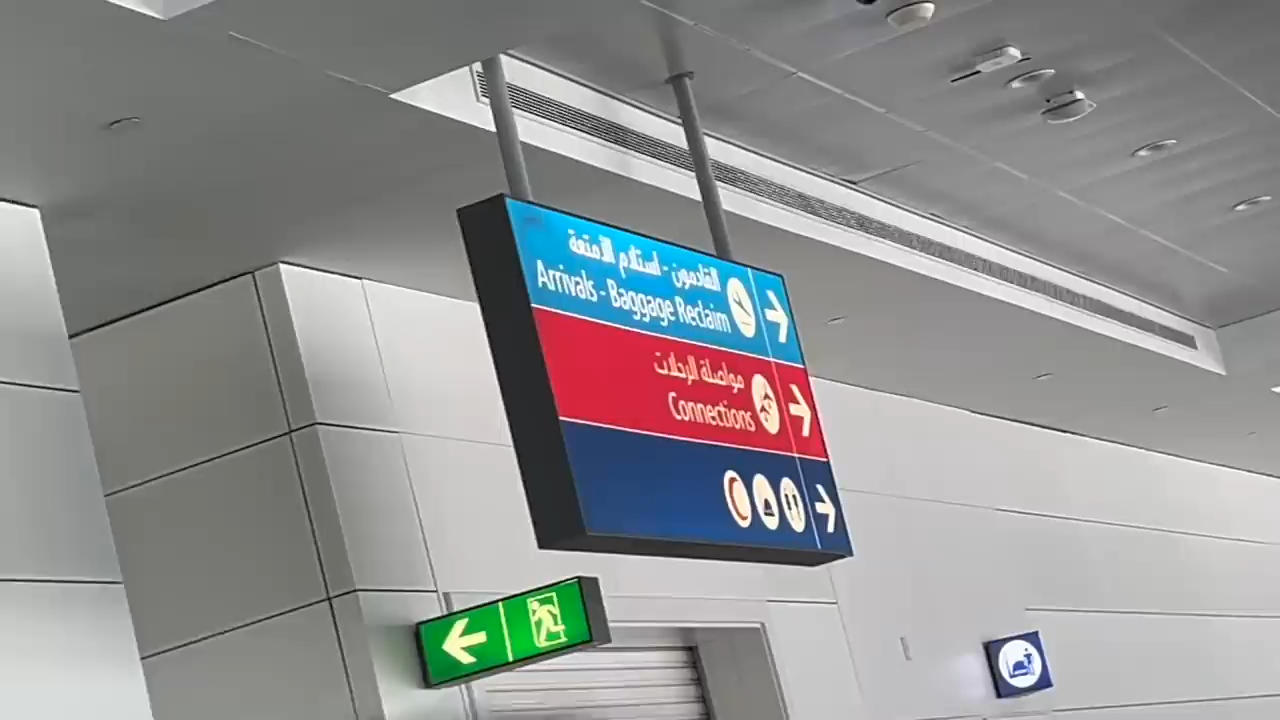 القادمون - استلام الأمتعة
Arrivals - Baggage Reclaim
مواصلة الرحلات
Connections